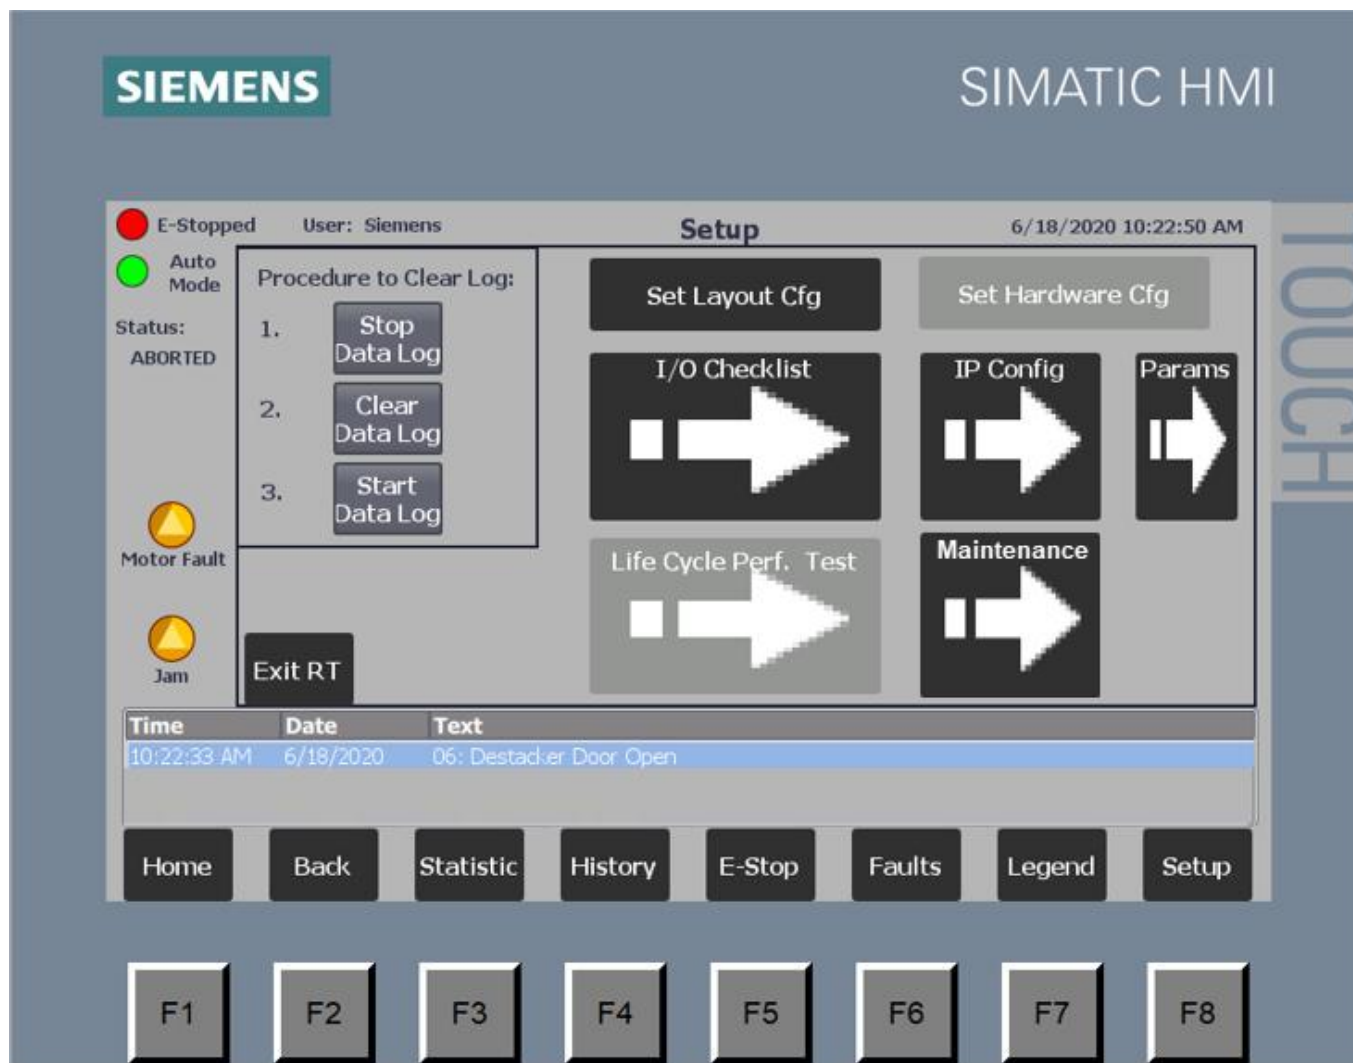 SIEMENS
SIMATIC HMI
TOUCH
E-Stopped
User: Siemens
Setup
6/18/2020 10:22:50 AM
Auto
Mode
Status:
ABORTED
Motor Fault
Jam
Procedure to Clear Log:
1.
Stop
Data Log
2.
Clear
Data Log
3.
Start
Data Log
Exit RT
Set Layout Cfg
Set Hardware Cfg
I/O Checklist
IP Config
Params
Life Cycle Perf. Test
Maintenance
Time Date Text
10:22:33 AM 6/18/2020 06: Destacker Door Open
Home
Back
Statistic
History
E-Stop
Faults
Legend
Setup
F1
F2
F3
F4
F5
F6
F7
F8